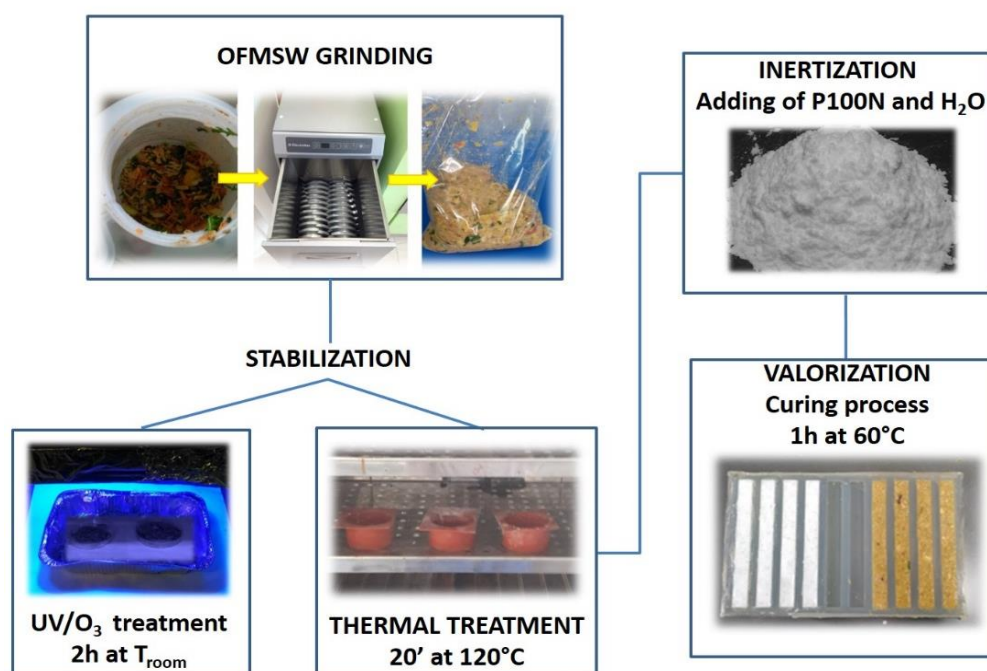 OFMSW GRINDING
STABILIZATION
UV/O₃ treatment
2h at Tᵣₒₒₘ
THERMAL TREATMENT
20' at 120°C
INERTIZATION
Adding of P100N and H₂O
VALORIZATION
Curing process
1h at 60°C